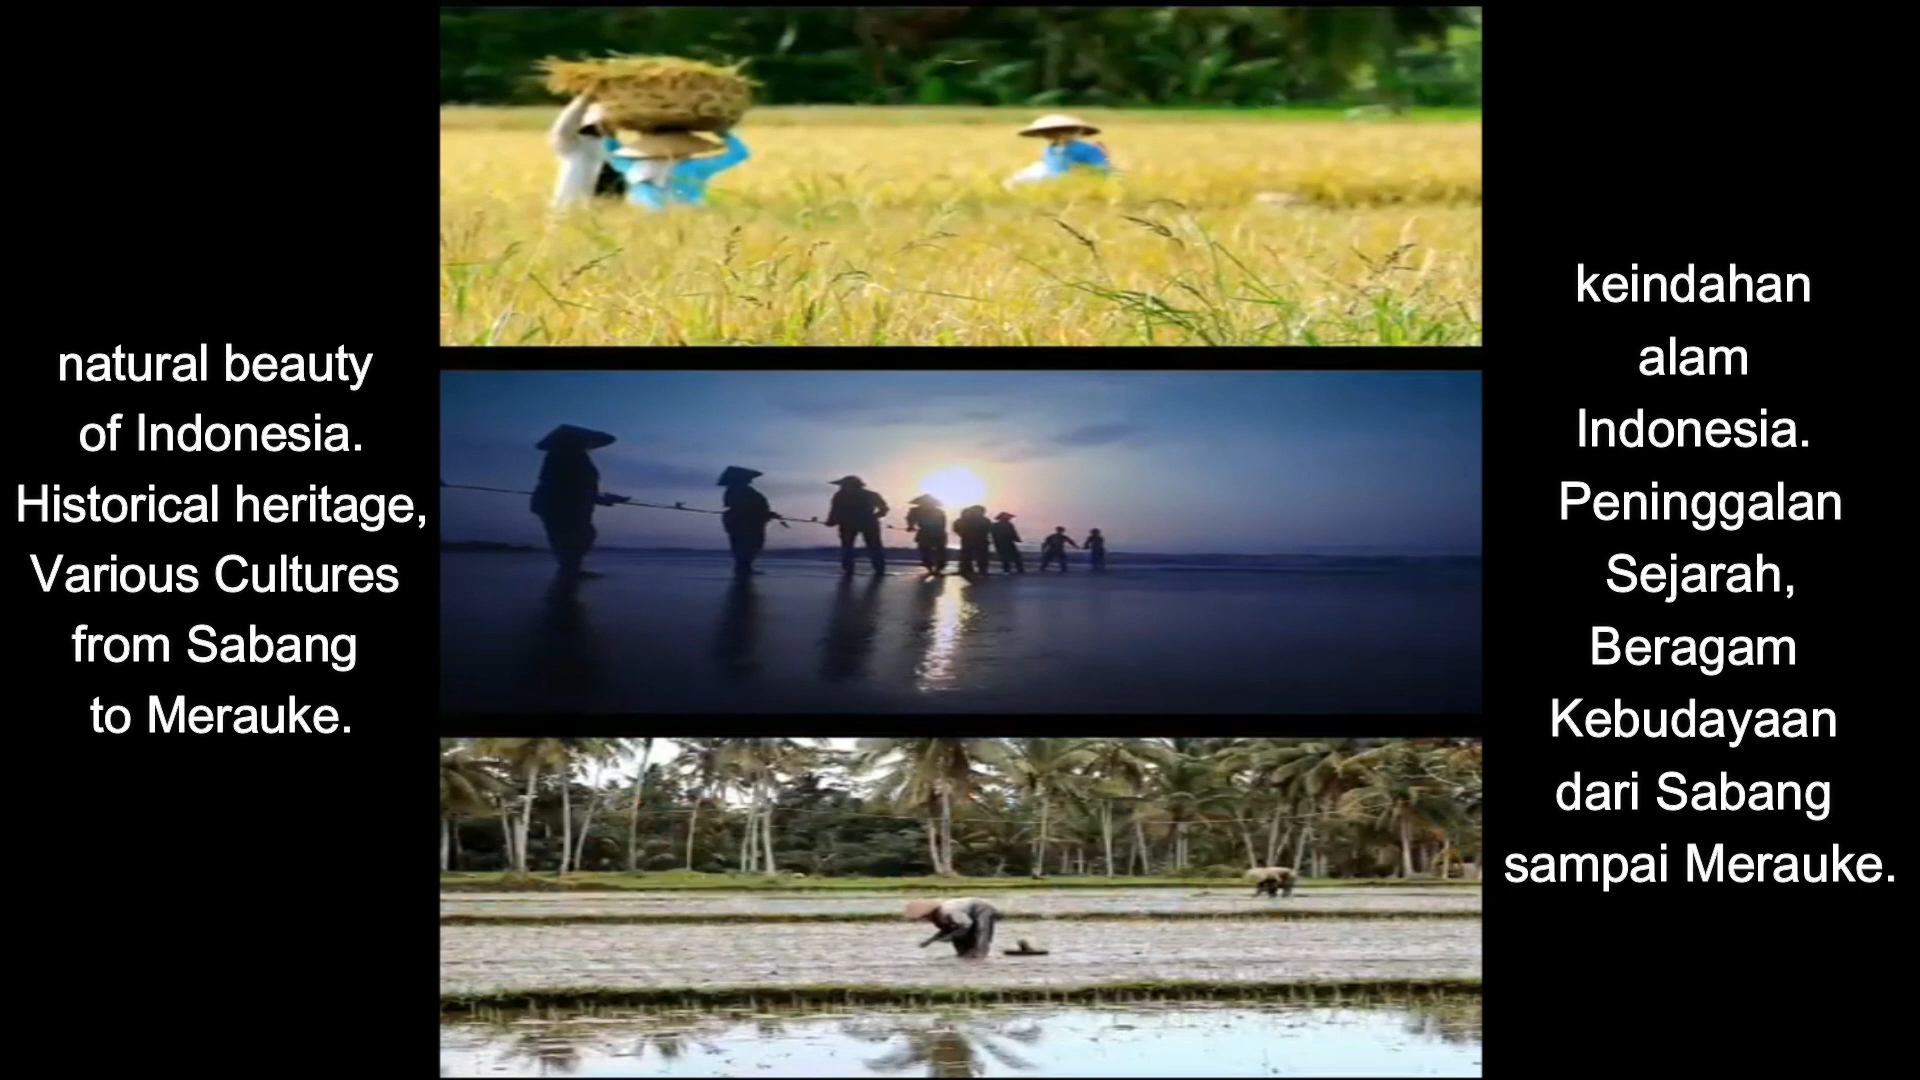 natural beauty
of Indonesia.
Historical heritage,
Various Cultures
from Sabang
to Merauke.
keindahan
alam
Indonesia.
Peninggalan
Sejarah,
Beragam
Kebudayaan
dari Sabang
sampai Merauke.